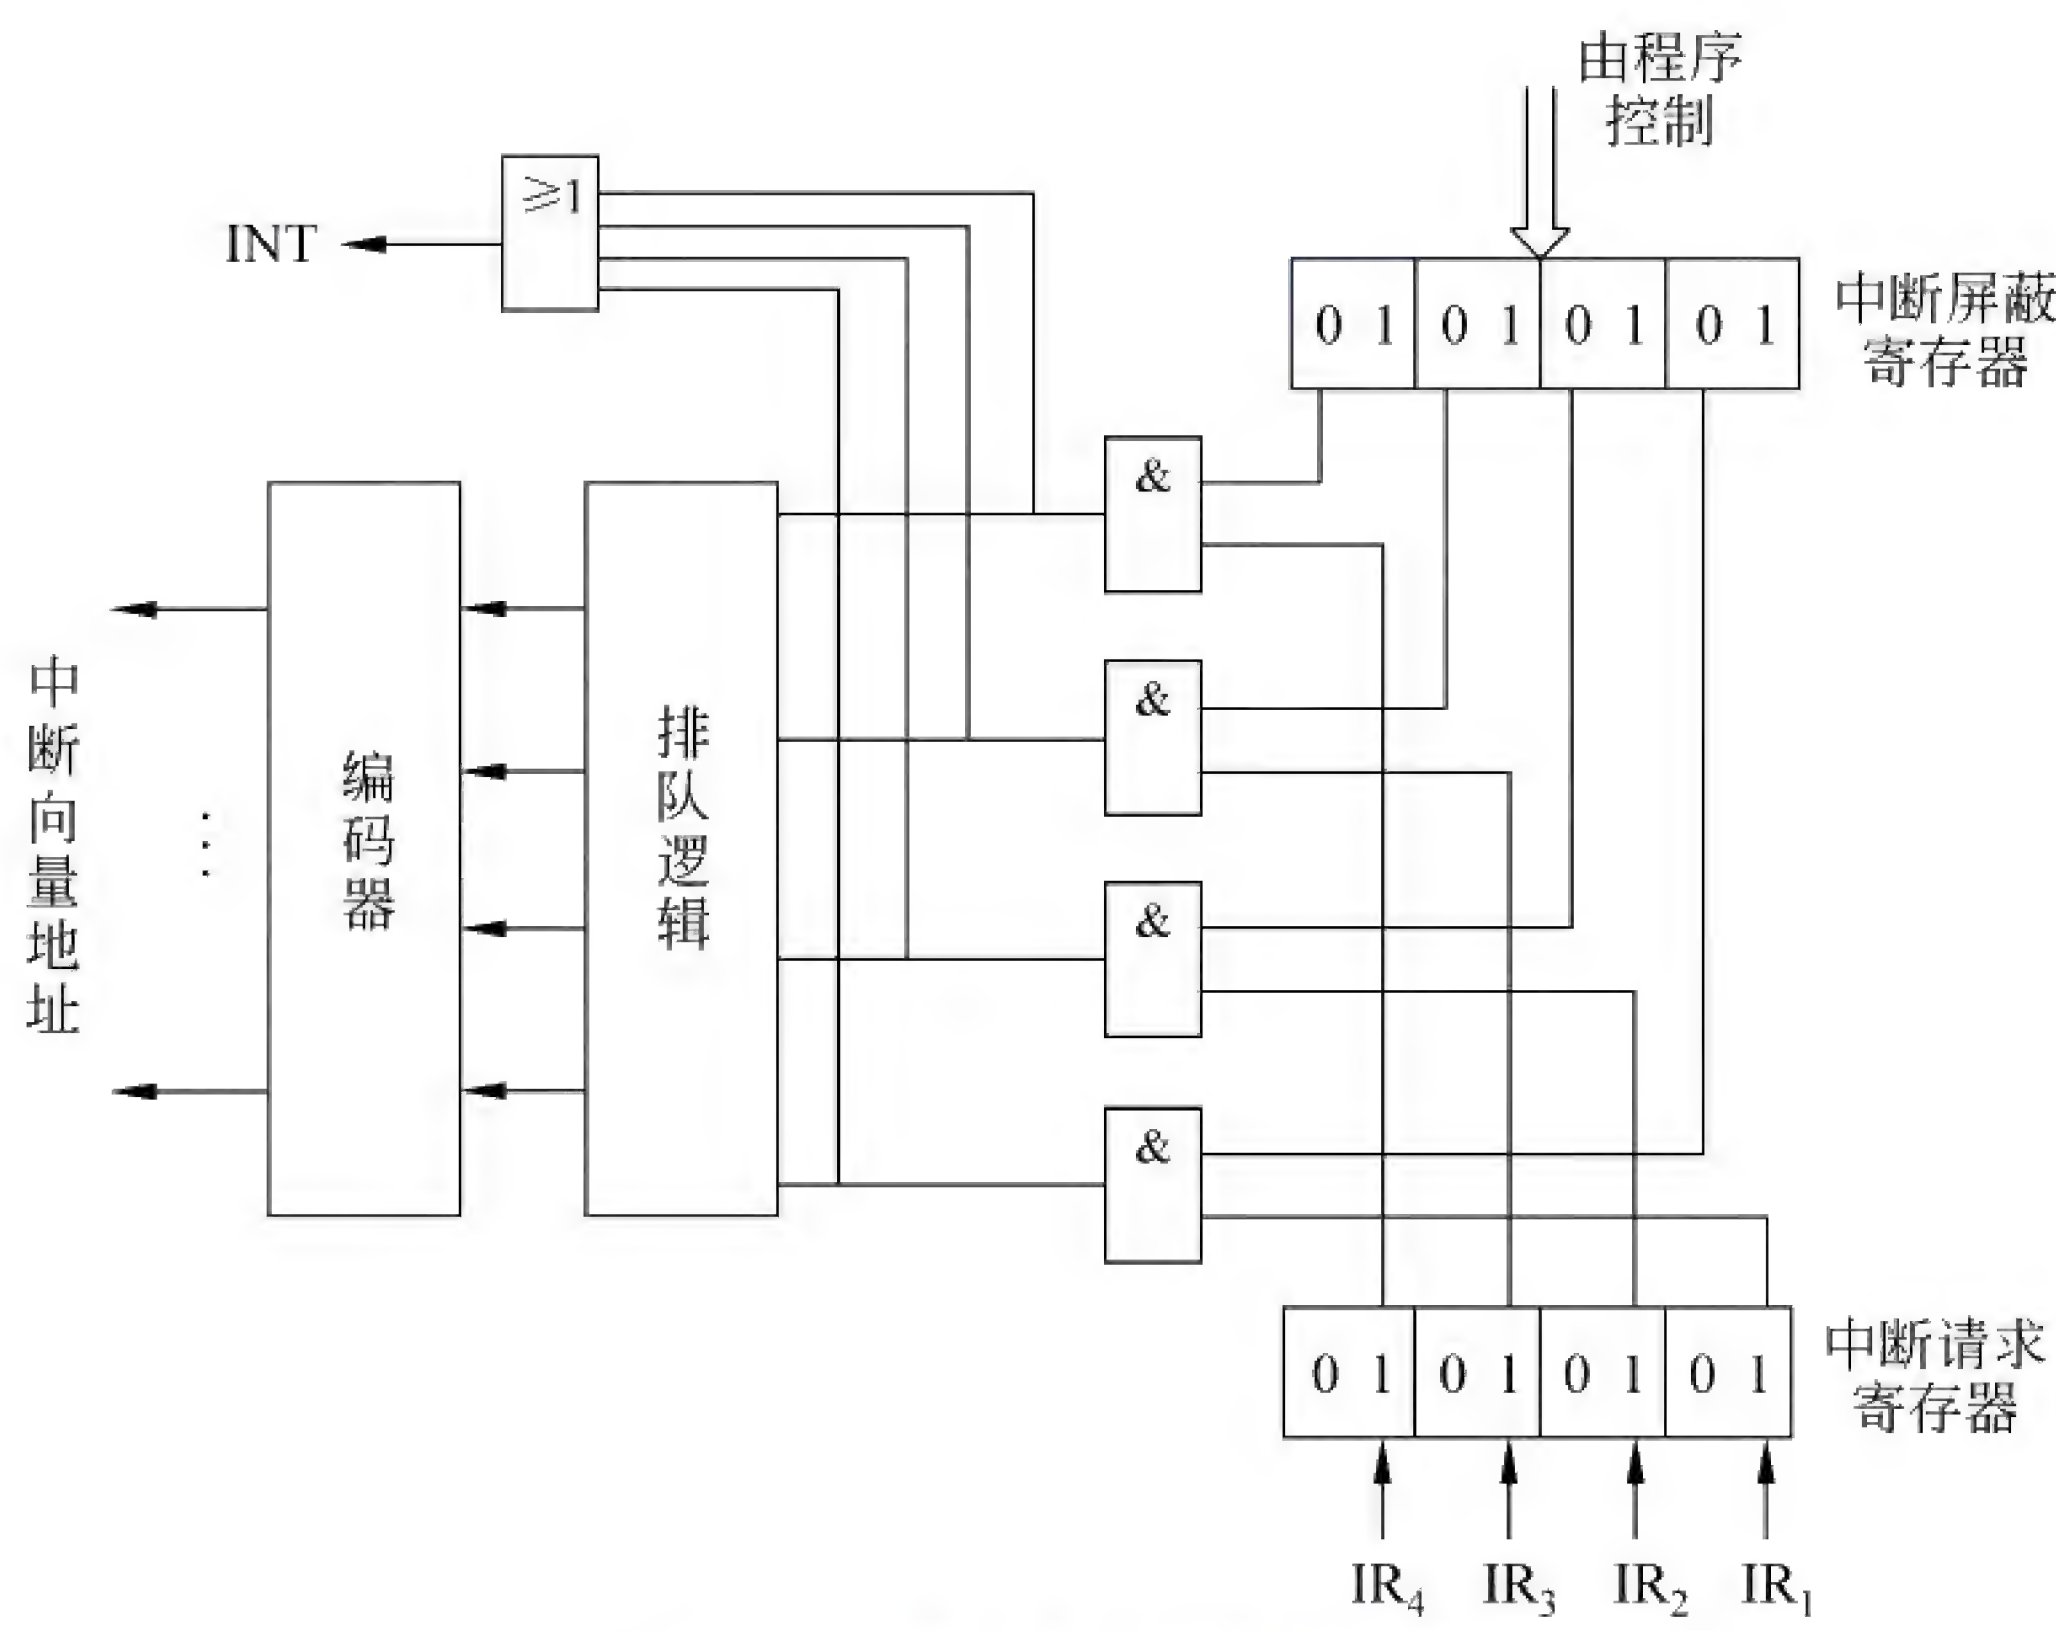 由程序
控制
≥1
INT
0 1 0 1 0 1 0 1
中断屏蔽
寄存器
&
&
&
&
中断向量地址
⋮
编码器
排队逻辑
0 1 0 1 0 1 0 1
中断请求
寄存器
IR₄ IR₃ IR₂ IR₁